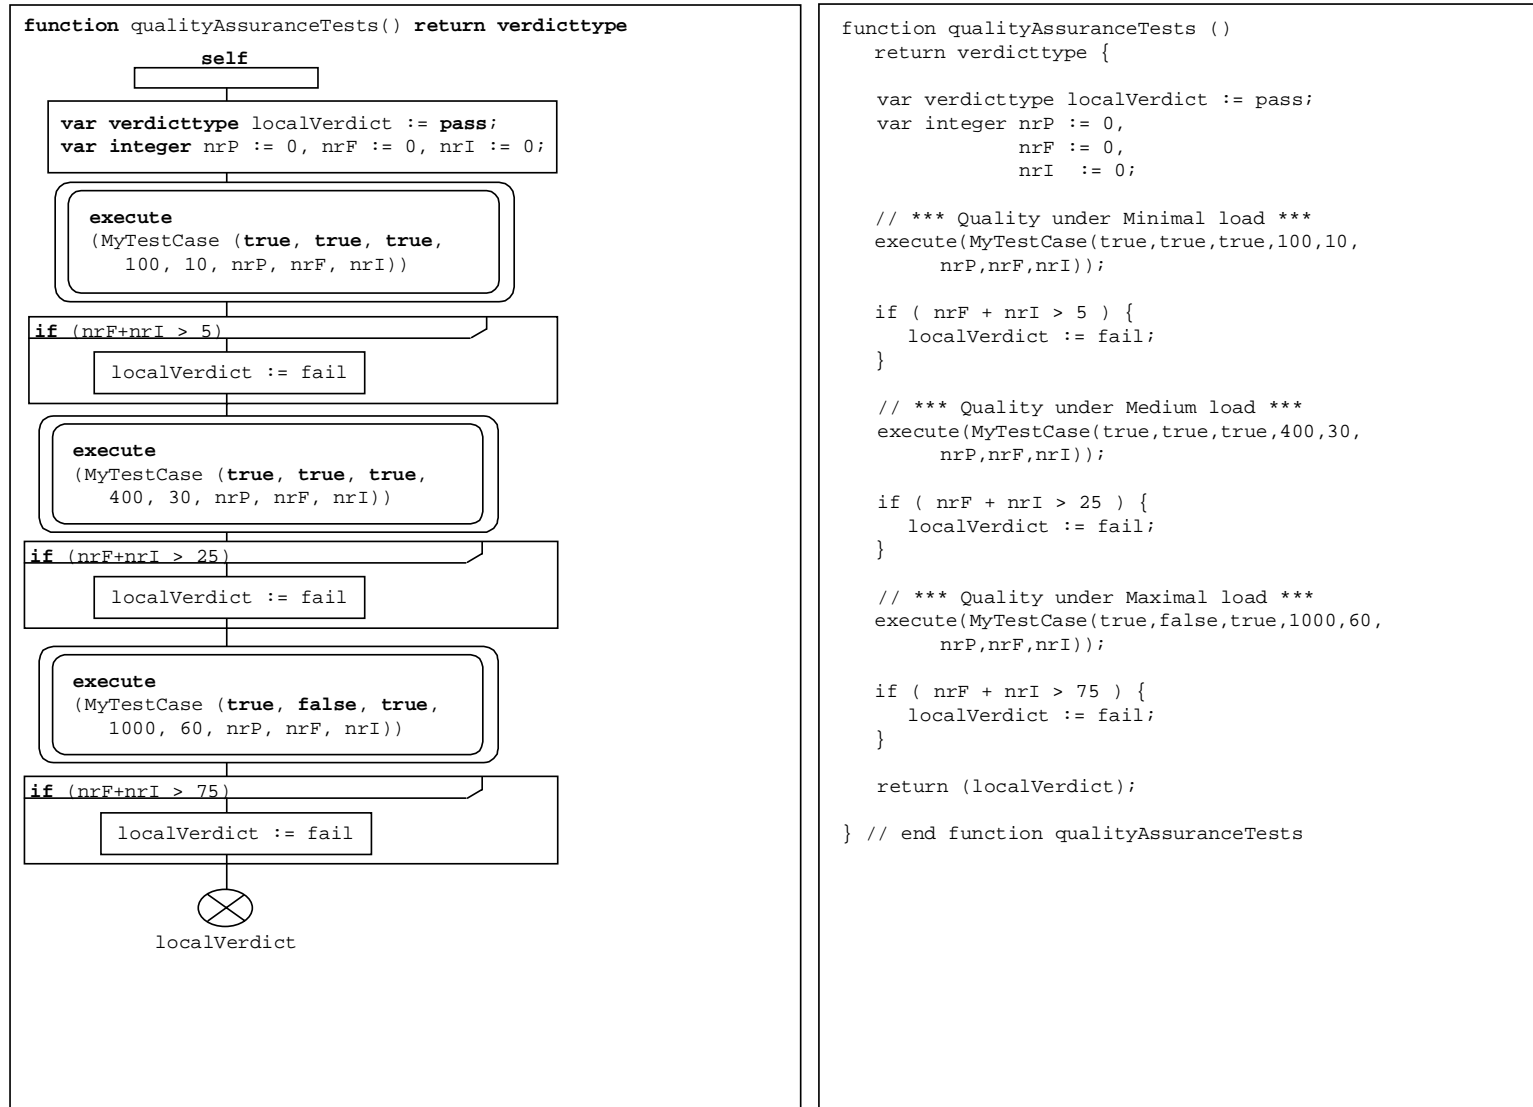 function qualityAssuranceTests() return verdicttype
self
var verdicttype localVerdict := pass;
var integer nrP := 0, nrF := 0, nrI := 0;
execute
(MyTestCase (true, true, true,
100, 10, nrP, nrF, nrI))
if (nrF+nrI > 5)
localVerdict := fail
execute
(MyTestCase (true, true, true,
400, 30, nrP, nrF, nrI))
if (nrF+nrI > 25)
localVerdict := fail
execute
(MyTestCase (true, false, true,
1000, 60, nrP, nrF, nrI))
if (nrF+nrI > 75)
localVerdict := fail
localVerdict
function qualityAssuranceTests ()
return verdicttype {
var verdicttype localVerdict := pass;
var integer nrP := 0,
nrF := 0,
nrI := 0;
// *** Quality under Minimal load ***
execute(MyTestCase(true,true,true,100,10,
nrP,nrF,nrI));
if ( nrF + nrI > 5 ) {
localVerdict := fail;
}
// *** Quality under Medium load ***
execute(MyTestCase(true,true,true,400,30,
nrP,nrF,nrI));
if ( nrF + nrI > 25 ) {
localVerdict := fail;
}
// *** Quality under Maximal load ***
execute(MyTestCase(true,false,true,1000,60,
nrP,nrF,nrI));
if ( nrF + nrI > 75 ) {
localVerdict := fail;
}
return (localVerdict);
} // end function qualityAssuranceTests